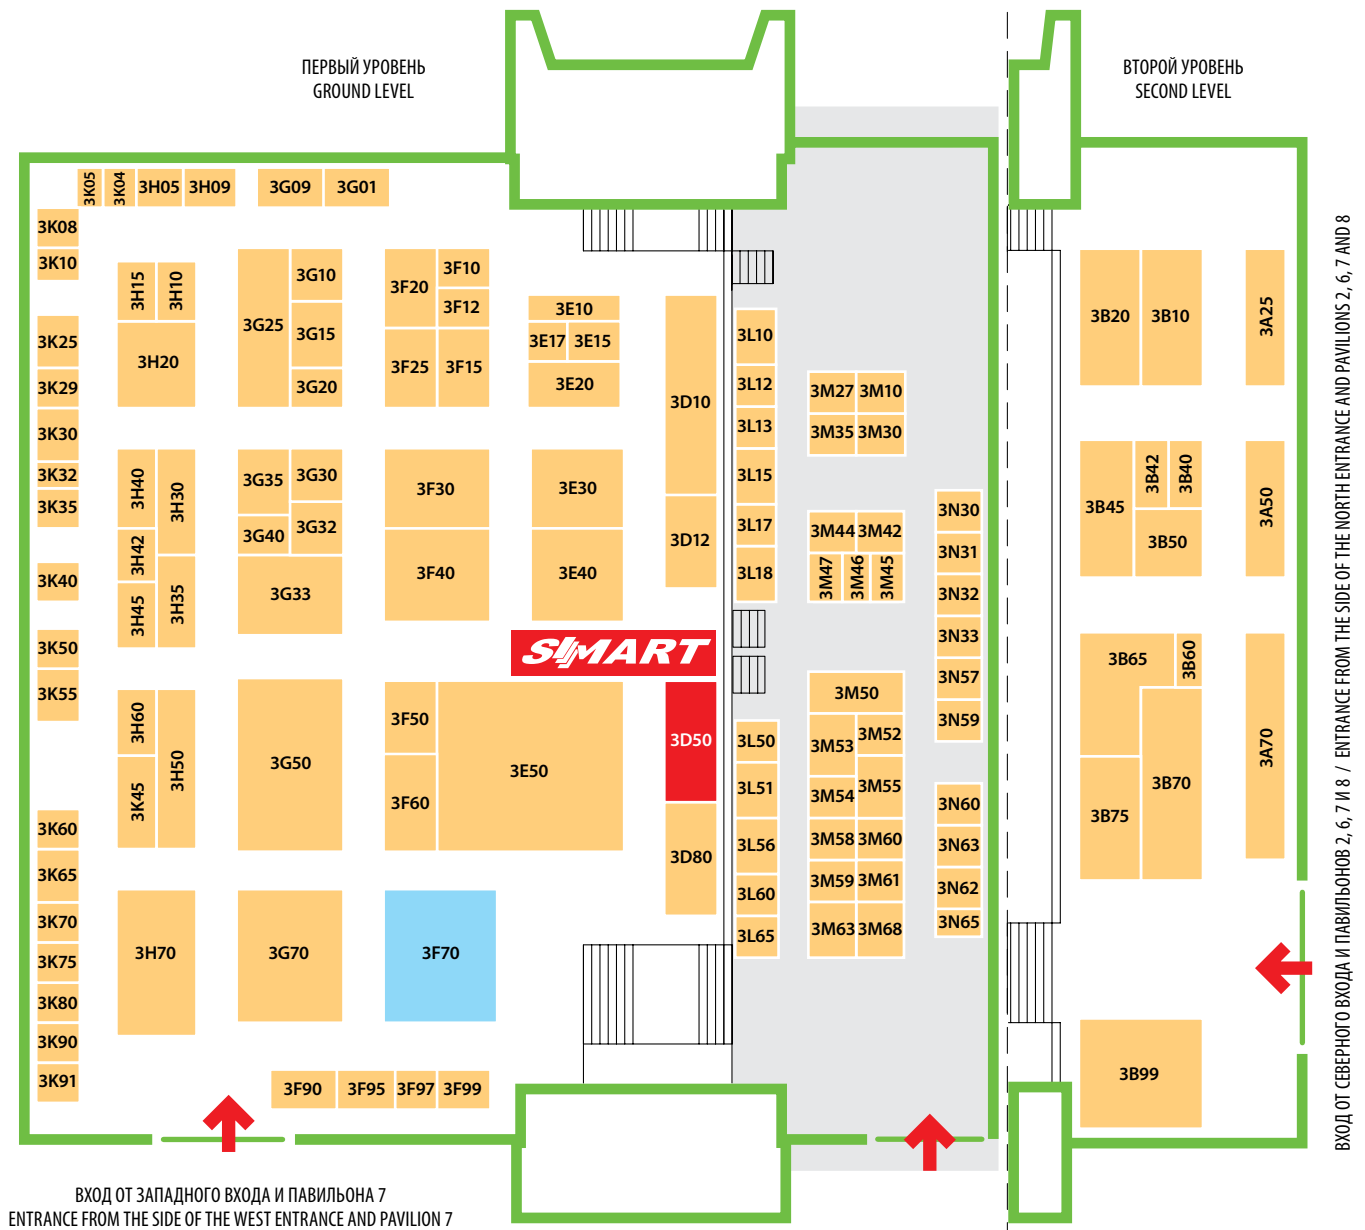 ПЕРВЫЙ УРОВЕНЬ
GROUND LEVEL
ВТОРОЙ УРОВЕНЬ
SECOND LEVEL
3K05
3K04
3H05
3H09
3G09
3G01
3K08
3K10
3K25
3K29
3K30
3K32
3K35
3K40
3K50
3K55
3K60
3K65
3K70
3K75
3K80
3K90
3K91
3H15
3H10
3H20
3H40
3H30
3H42
3H45
3H35
3H60
3H50
3K45
3H70
3G25
3G10
3G15
3G20
3G35
3G30
3G40
3G32
3G33
3G50
3G70
3F20
3F10
3F12
3F25
3F15
3F30
3F40
3F50
3F60
3E50
3F70
3F90
3F95
3F97
3F99
3E10
3E17
3E15
3E20
3E30
3E40
SIMART
3D10
3D12
3D50
3D80
3L10
3L12
3L13
3L15
3L17
3L18
3L50
3L51
3L56
3L60
3L65
3M27
3M10
3M35
3M30
3M44
3M42
3M47
3M46
3M45
3M50
3M53
3M52
3M54
3M55
3M58
3M60
3M59
3M61
3M63
3M68
3N30
3N31
3N32
3N33
3N57
3N59
3N60
3N63
3N62
3N65
3B20
3B10
3A25
3B45
3B42
3B40
3B50
3A50
3B65
3B60
3B70
3B75
3A70
3B99
ВХОД ОТ ЗАПАДНОГО ВХОДА И ПАВИЛЬОНА 7
ENTRANCE FROM THE SIDE OF THE WEST ENTRANCE AND PAVILION 7
ВХОД ОТ СЕВЕРНОГО ВХОДА И ПАВИЛЬОНОВ 2, 6, 7 И 8 / ENTRANCE FROM THE SIDE OF THE NORTH ENTRANCE AND PAVILIONS 2, 6, 7 AND 8